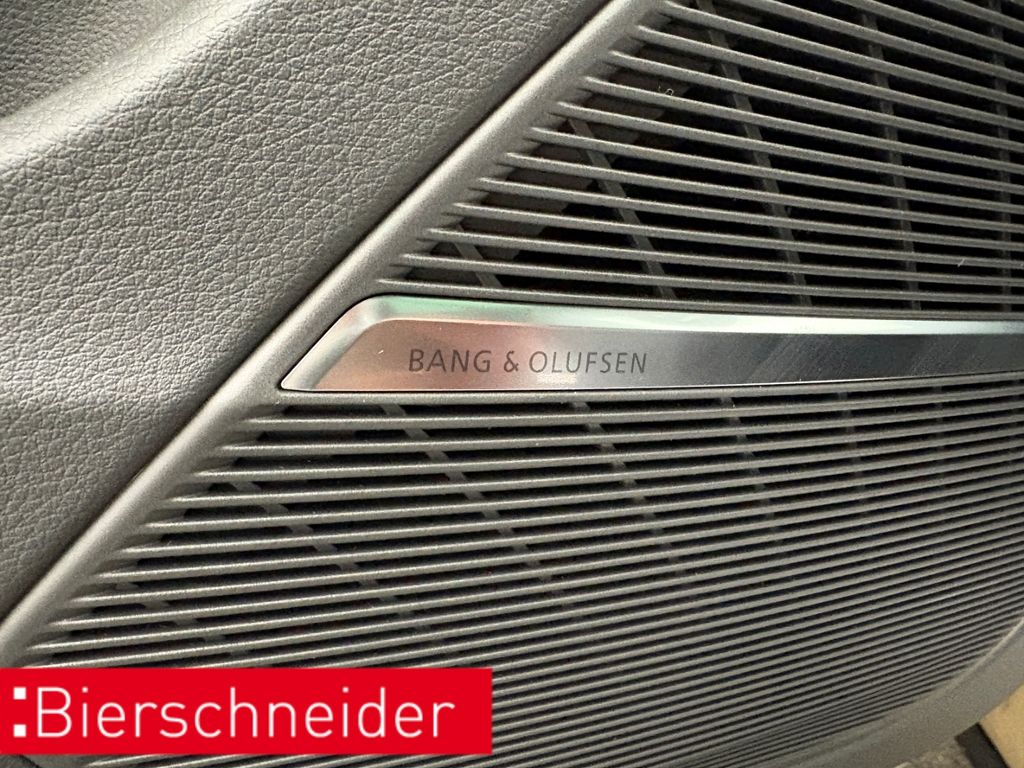 BANG & OLUFSEN
:Bierschneider